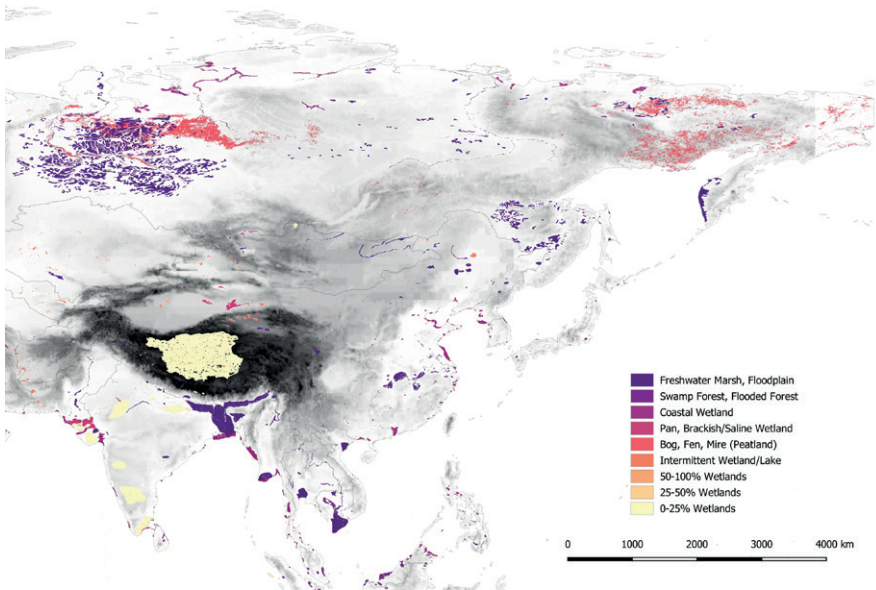 Freshwater Marsh, Floodplain
Swamp Forest, Flooded Forest
Coastal Wetland
Pan, Brackish/Saline Wetland
Bog, Fen, Mire (Peatland)
Intermittent Wetland/Lake
50-100% Wetlands
25-50% Wetlands
0-25% Wetlands
0 1000 2000 3000 4000 km